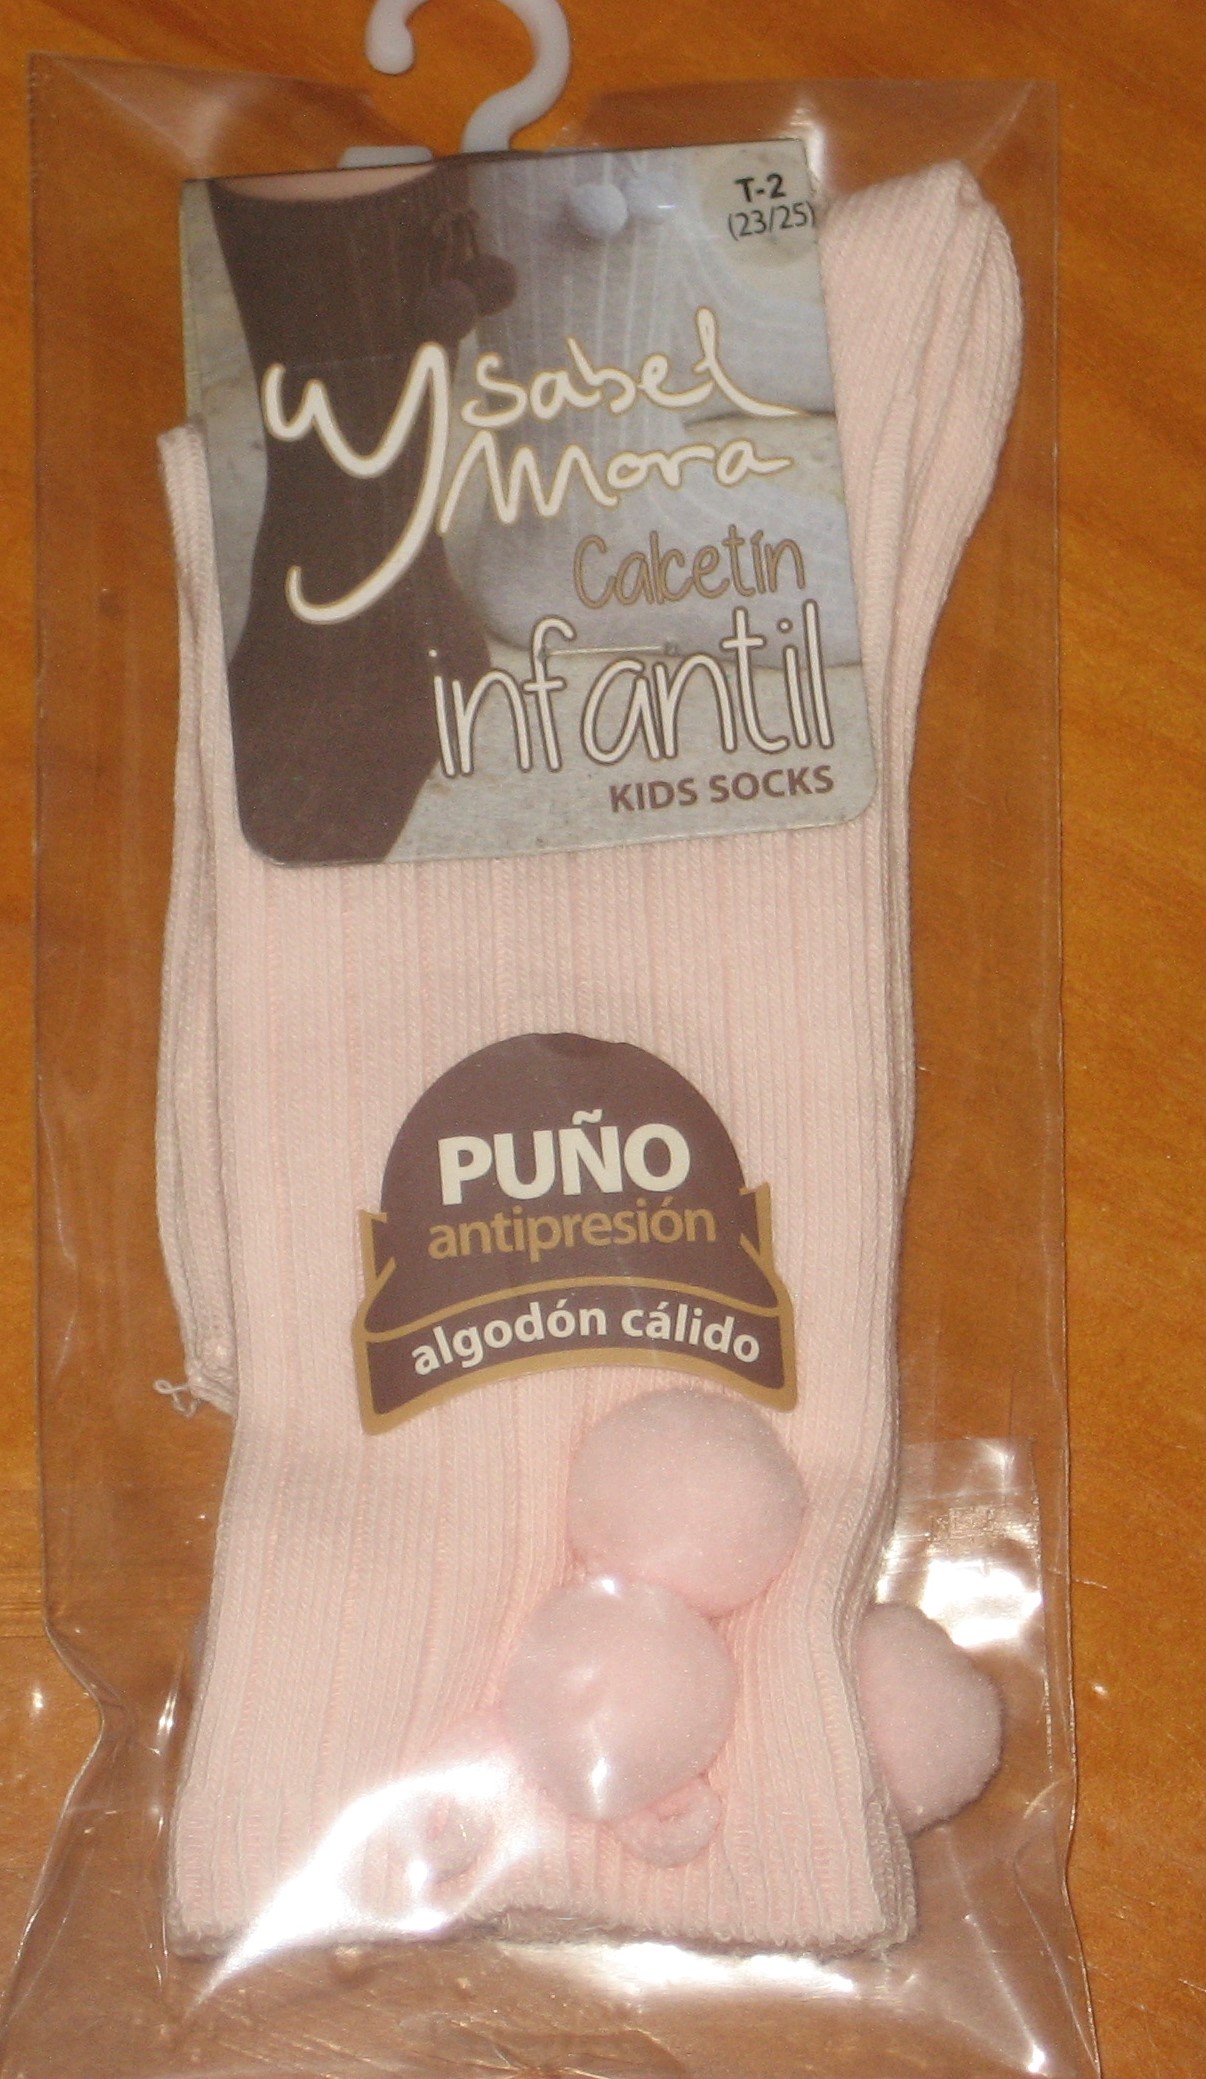 T-2
(23/25)
Ysabel
Mora
Calcetín
infantil
KIDS SOCKS
PUÑO
antipresión
algodón cálido